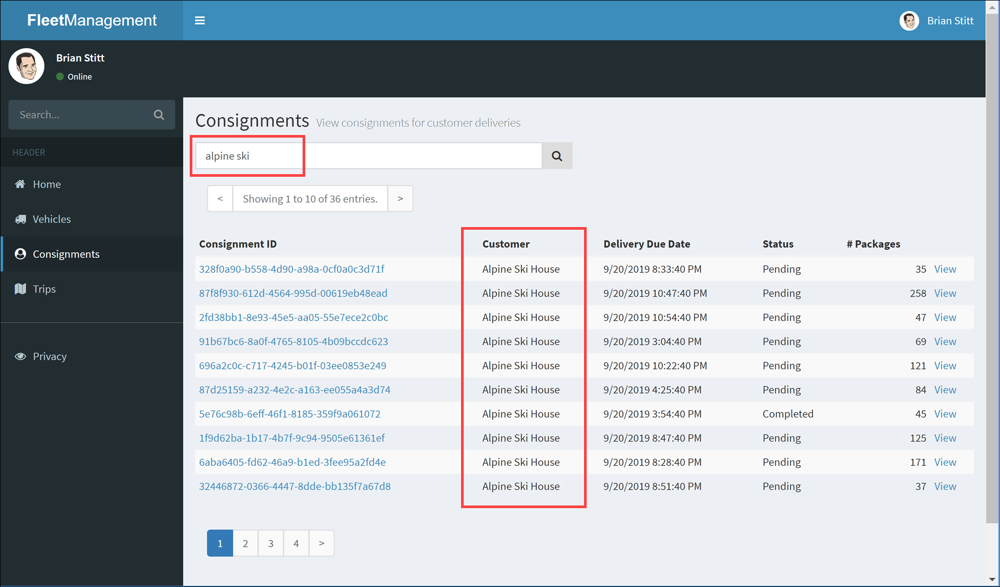 FleetManagement
Brian Stitt
Brian Stitt
Online
Search...
HEADER
Home
Vehicles
Consignments
Trips
Privacy
Consignments View consignments for customer deliveries
alpine ski
< Showing 1 to 10 of 36 entries. >
Consignment ID Customer Delivery Due Date Status # Packages
328f0a90-b558-4d90-a98a-0cf0a0c3d71f Alpine Ski House 9/20/2019 8:33:40 PM Pending 35 View
87f8f930-612d-4564-995d-00619eb48ead Alpine Ski House 9/20/2019 10:47:40 PM Pending 258 View
2fd38bb1-8e93-45e5-aa05-55e7ece2c0bc Alpine Ski House 9/20/2019 10:54:40 PM Pending 47 View
91b67bc6-8a0f-4765-8105-4b09bccdc623 Alpine Ski House 9/20/2019 3:04:40 PM Pending 69 View
696a2c0c-c717-4245-b01f-03ee0853e249 Alpine Ski House 9/20/2019 10:22:40 PM Pending 121 View
87d25159-a232-4e2c-a163-ee055a4a3d74 Alpine Ski House 9/20/2019 4:25:40 PM Pending 84 View
5e76c98b-6eff-46f1-8185-359f9a061072 Alpine Ski House 9/20/2019 3:54:40 PM Completed 45 View
1f9d62ba-1b17-4b7f-9c94-9505e61361ef Alpine Ski House 9/20/2019 8:47:40 PM Pending 125 View
6aba6405-fd62-46a9-b1ed-3fee95a2fd4e Alpine Ski House 9/20/2019 8:28:40 PM Pending 171 View
32446872-0366-4447-8dde-bb135f7a67d8 Alpine Ski House 9/20/2019 8:51:40 PM Pending 37 View
1 2 3 4 >